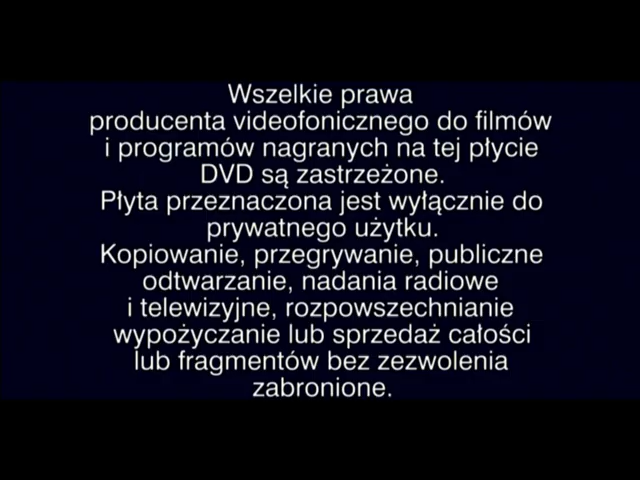 Wszelkie prawa
producenta videofonicznego do filmów
i programów nagranych na tej płycie
DVD są zastrzeżone.
Płyta przeznaczona jest wyłącznie do
prywatnego użytku.
Kopiowanie, przegrywanie, publiczne
odtwarzanie, nadania radiowe
i telewizyjne, rozpowszechnianie
wypożyczanie lub sprzedaż całości
lub fragmentów bez zezwolenia
zabronione.